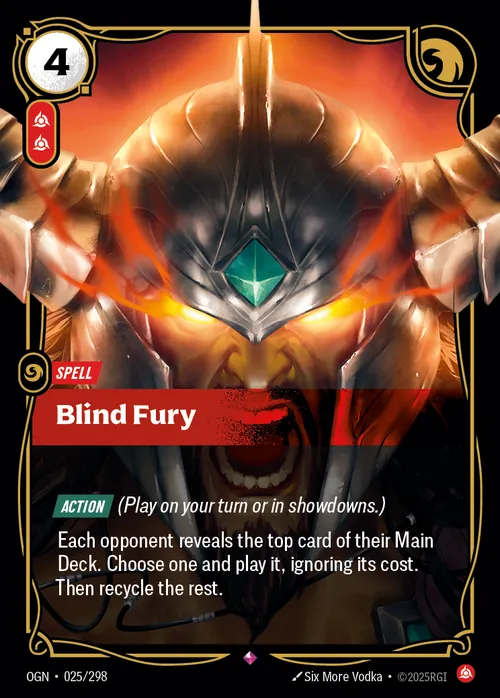 4
SPELL
Blind Fury
ACTION (Play on your turn or in showdowns.)
Each opponent reveals the top card of their Main
Deck. Choose one and play it, ignoring its cost.
Then recycle the rest.
OGN • 025/298 Six More Vodka • ©2025RGI